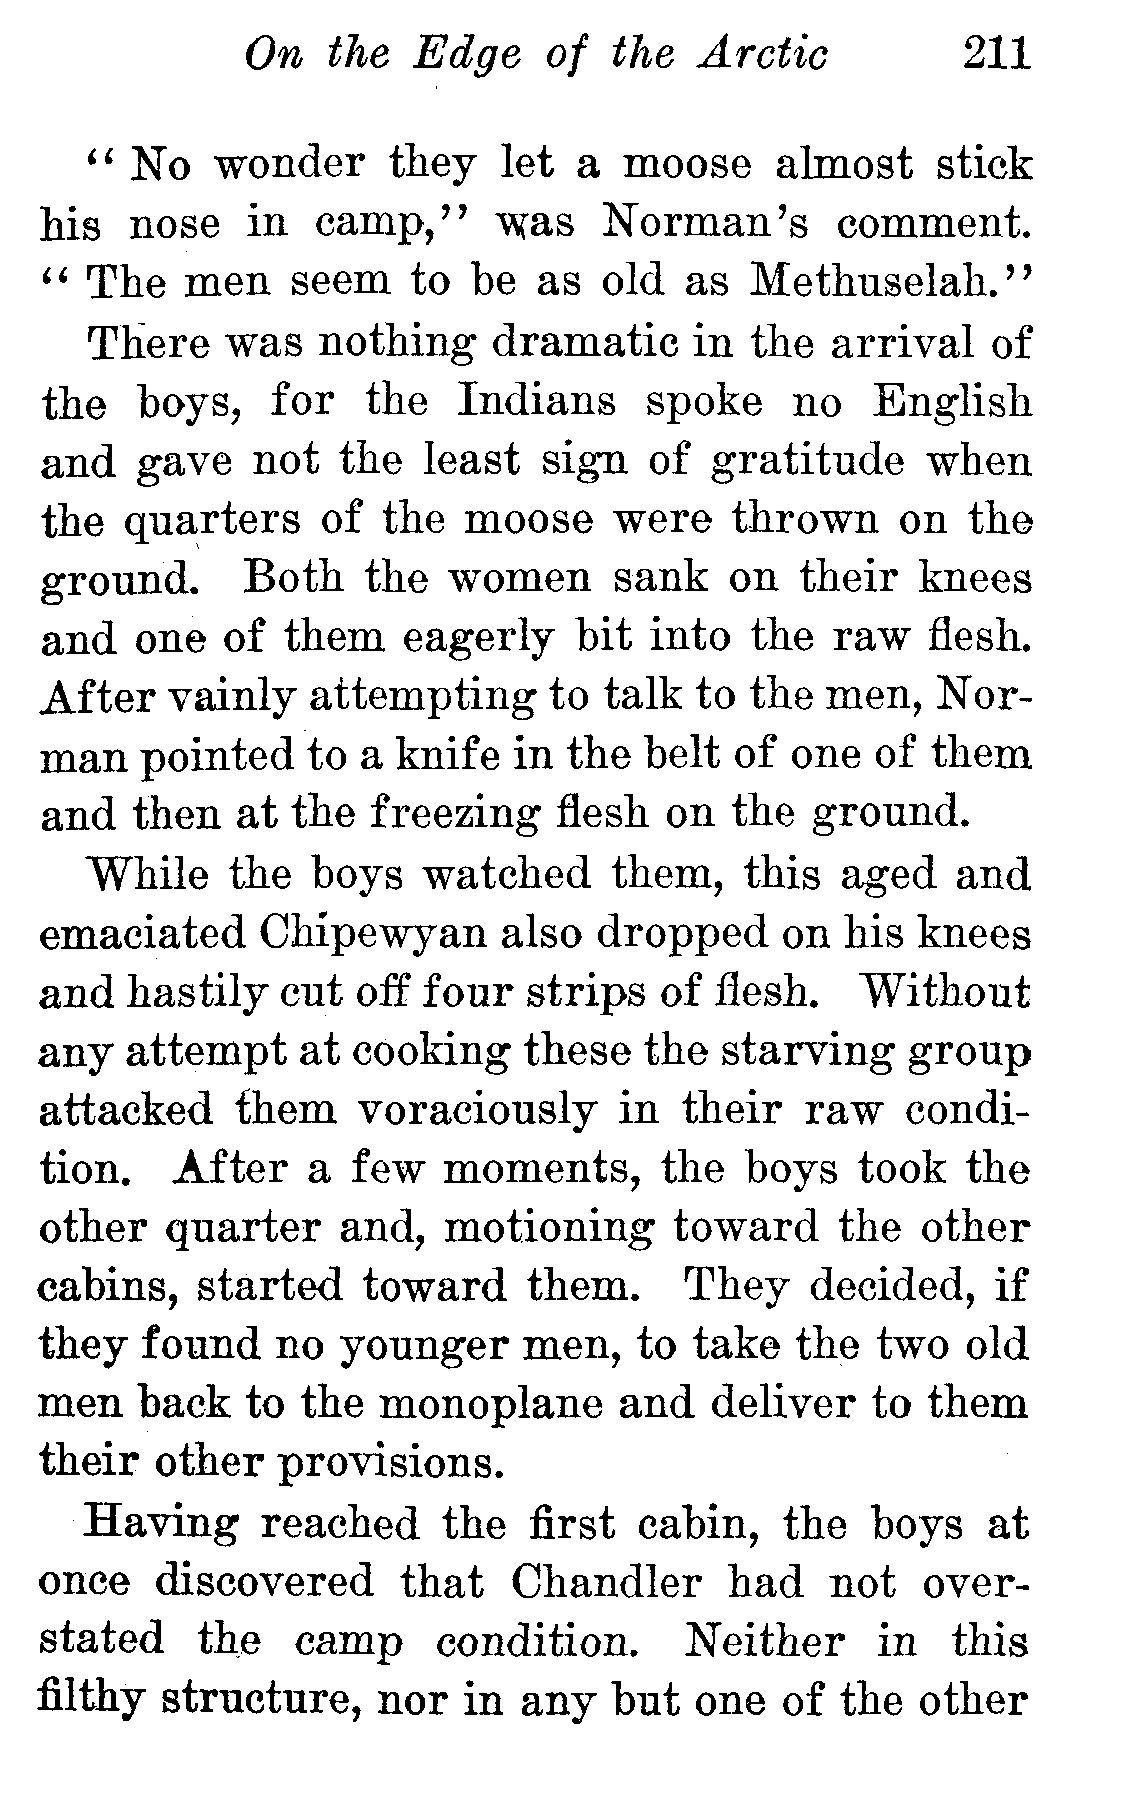 On the Edge of the Arctic 211
“ No wonder they let a moose almost stick
his nose in camp,” was Norman’s comment.
“ The men seem to be as old as Methuselah.”
There was nothing dramatic in the arrival of
the boys, for the Indians spoke no English
and gave not the least sign of gratitude when
the quarters of the moose were thrown on the
ground. Both the women sank on their knees
and one of them eagerly bit into the raw flesh.
After vainly attempting to talk to the men, Nor-
man pointed to a knife in the belt of one of them
and then at the freezing flesh on the ground.
While the boys watched them, this aged and
emaciated Chipewyan also dropped on his knees
and hastily cut off four strips of flesh. Without
any attempt at cooking these the starving group
attacked them voraciously in their raw condi-
tion. After a few moments, the boys took the
other quarter and, motioning toward the other
cabins, started toward them. They decided, if
they found no younger men, to take the two old
men back to the monoplane and deliver to them
their other provisions.
Having reached the first cabin, the boys at
once discovered that Chandler had not over-
stated the camp condition. Neither in this
filthy structure, nor in any but one of the other